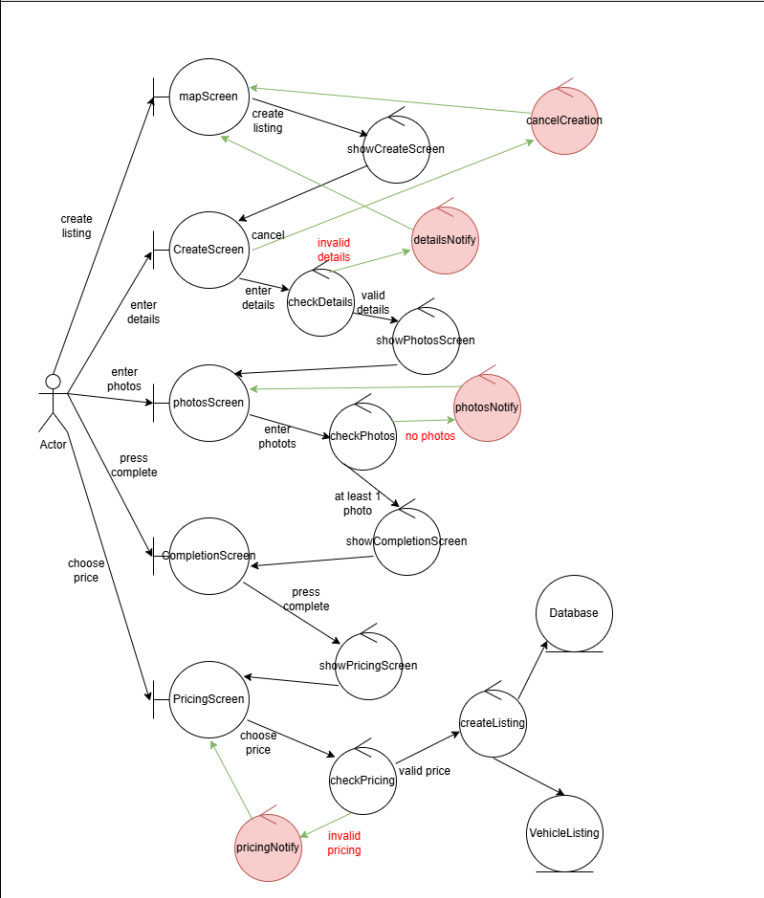 mapScreen
create
listing
cancelCreation
showCreateScreen
create
listing
CreateScreen
cancel
invalid
details
detailsNotify
enter
details
checkDetails
valid
details
enter
details
showPhotosScreen
enter
photos
photosScreen
enter
photots
checkPhotos
no photos
photosNotify
Actor
press
complete
at least 1
photo
showCompletionScreen
CompletionScreen
choose
price
press
complete
Database
showPricingScreen
PricingScreen
choose
price
createListing
checkPricing
valid price
VehicleListing
invalid
pricing
pricingNotify